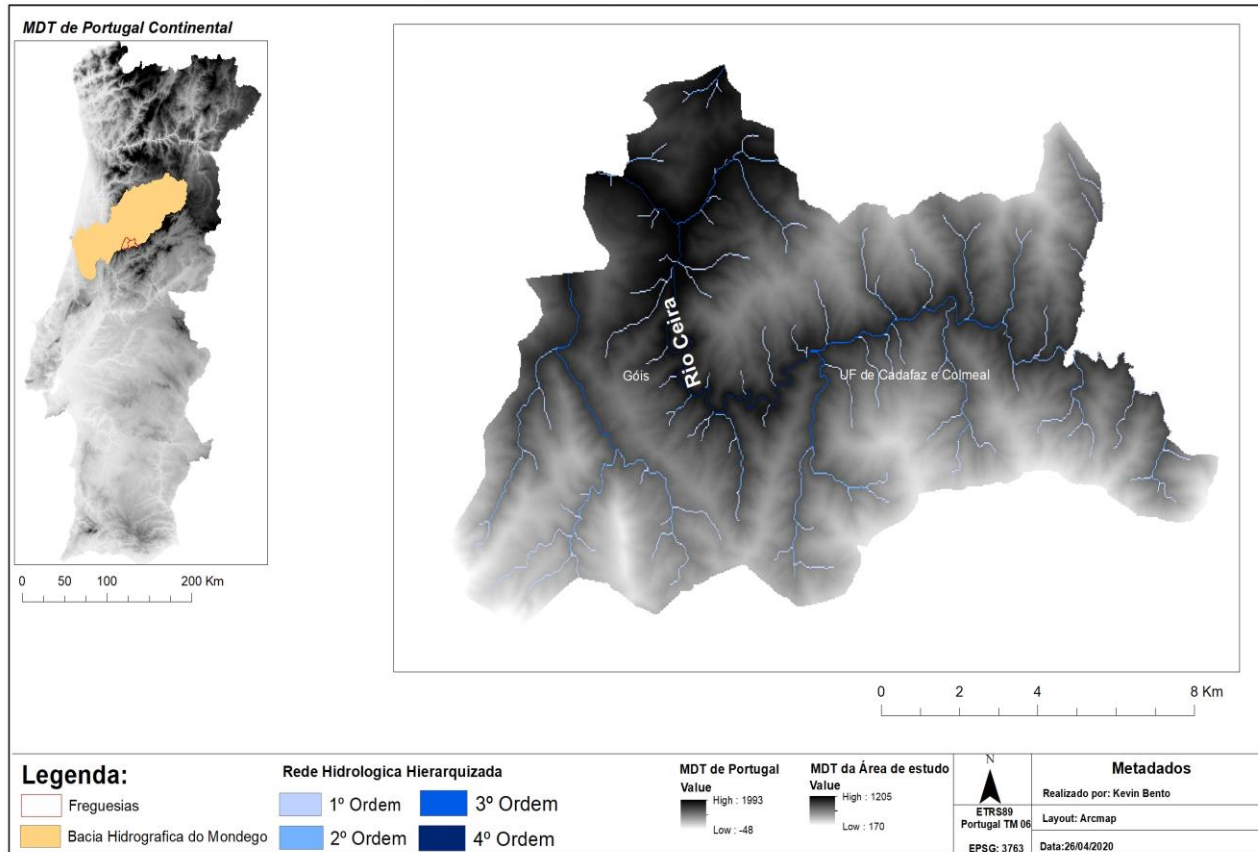 MDT de Portugal Continental
0 50 100 200 Km
Rio Ceira
Góis
UF de Cadafaz e Colmeal
0 2 4 8 Km
Legenda:
Freguesias
Bacia Hidrografica do Mondego
Rede Hidrologica Hierarquizada
1º Ordem
2º Ordem
3º Ordem
4º Ordem
MDT de Portugal
Value
High : 1993
Low : -48
MDT da Área de estudo
Value
High : 1205
Low : 170
N
ETRS89
Portugal TM 06
EPSG: 3763
Metadados
Realizado por: Kevin Bento
Layout: Arcmap
Data:26/04/2020